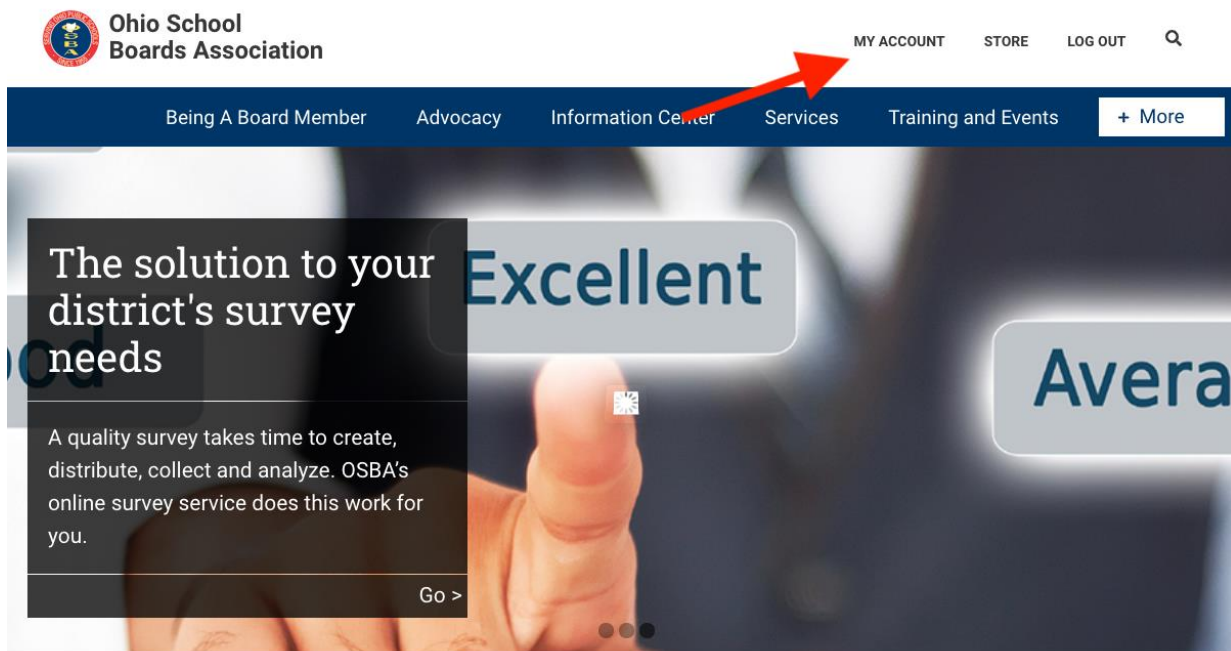 Ohio School
Boards Association
MY ACCOUNT STORE LOG OUT
Being A Board Member Advocacy Information Center Services Training and Events + More
The solution to your
district's survey
needs
A quality survey takes time to create,
distribute, collect and analyze. OSBA's
online survey service does this work for
you.
Go >
Excellent